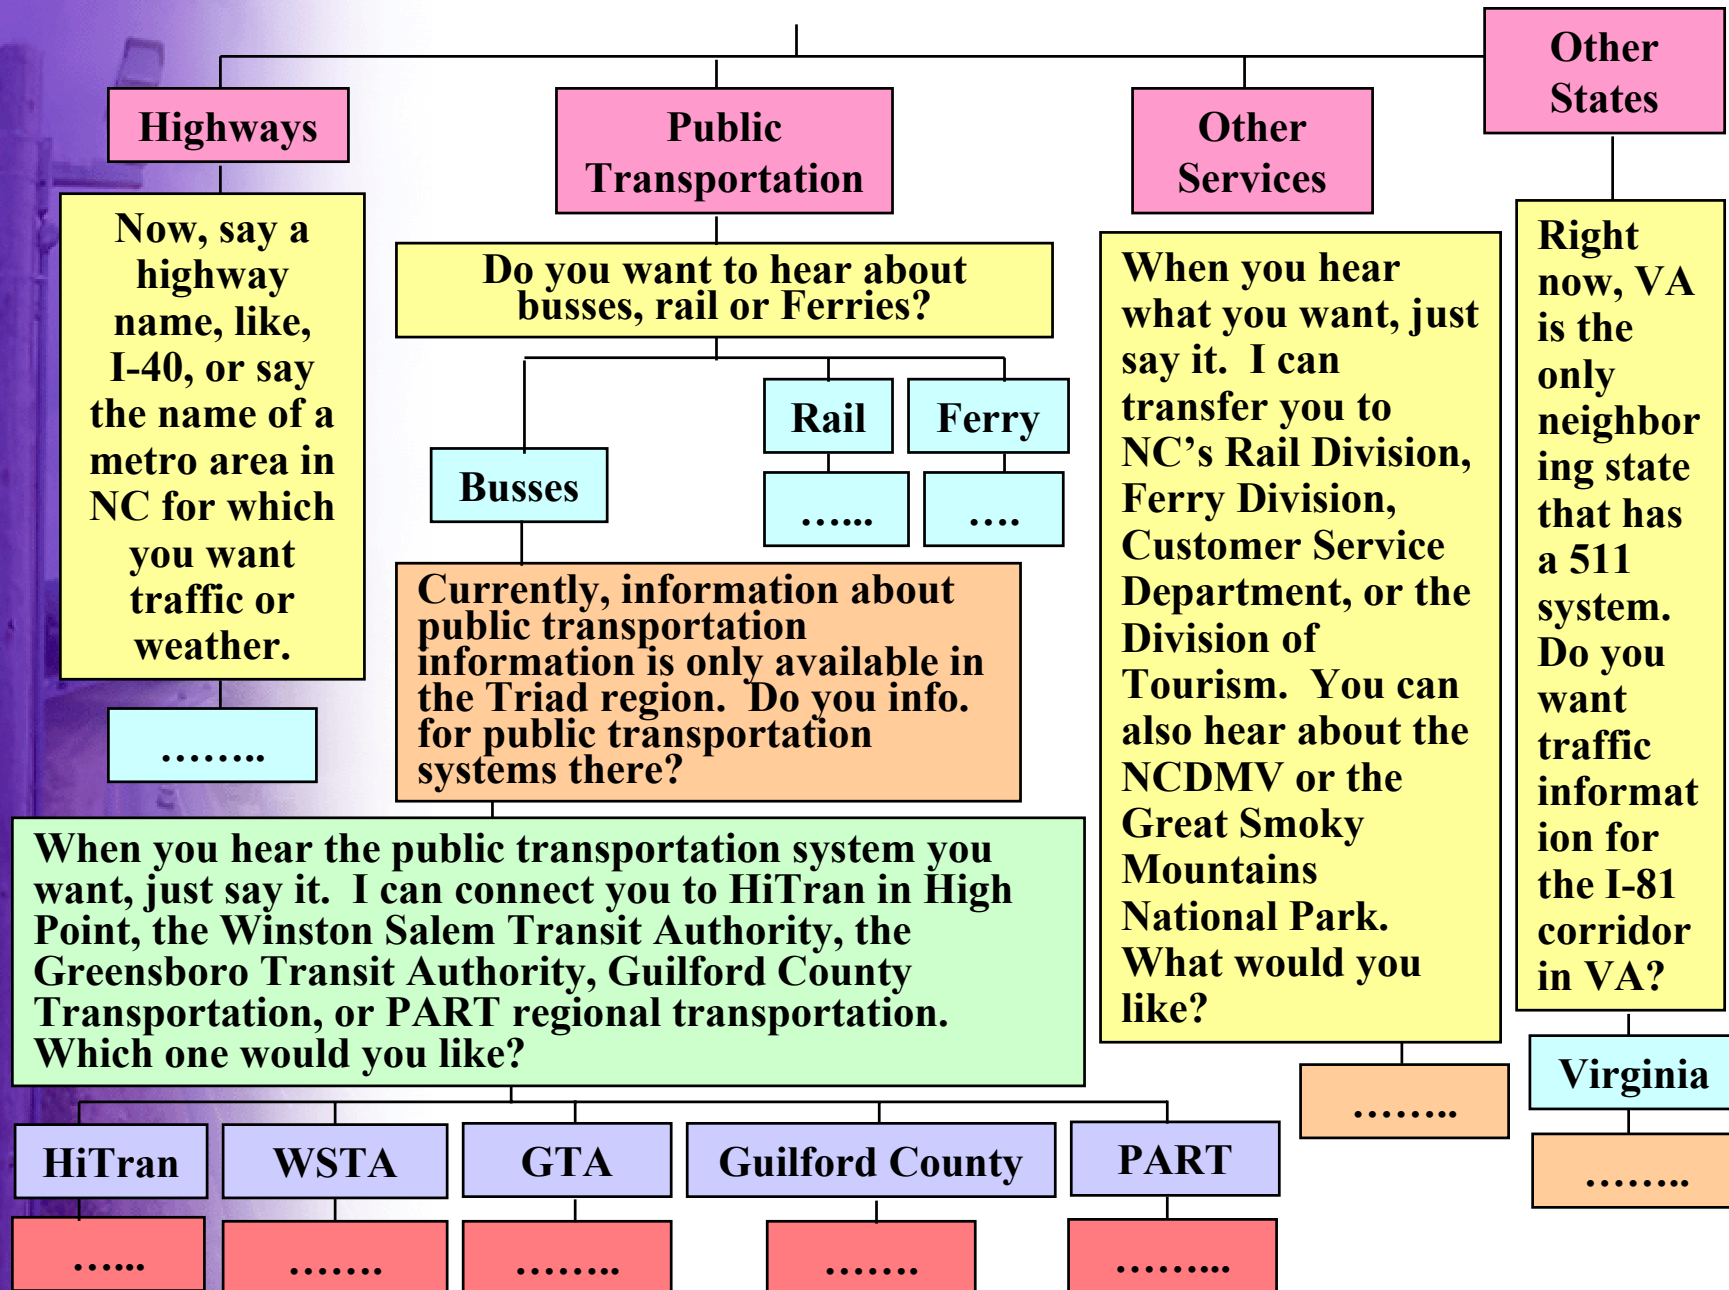 Other
States
Highways
Public
Transportation
Other
Services
Now, say a
highway
name, like,
I-40, or say
the name of a
metro area in
NC for which
you want
traffic or
weather.
……..
Do you want to hear about
busses, rail or Ferries?
Rail
…...
Ferry
….
Busses
Currently, information about
public transportation
information is only available in
the Triad region.  Do you info.
for public transportation
systems there?
When you hear the public transportation system you
want, just say it.  I can connect you to HiTran in High
Point, the Winston Salem Transit Authority, the
Greensboro Transit Authority, Guilford County
Transportation, or PART regional transportation.
Which one would you like?
HiTran
WSTA
GTA
Guilford County
PART
…...
…….
……..
…….
……...
When you hear
what you want, just
say it.  I can
transfer you to
NC’s Rail Division,
Ferry Division,
Customer Service
Department, or the
Division of
Tourism.  You can
also hear about the
NCDMV or the
Great Smoky
Mountains
National Park.
What would you
like?
……..
Right
now, VA
is the
only
neighbor
ing state
that has
a 511
system.
Do you
want
traffic
informat
ion for
the I-81
corridor
in VA?
Virginia
……..